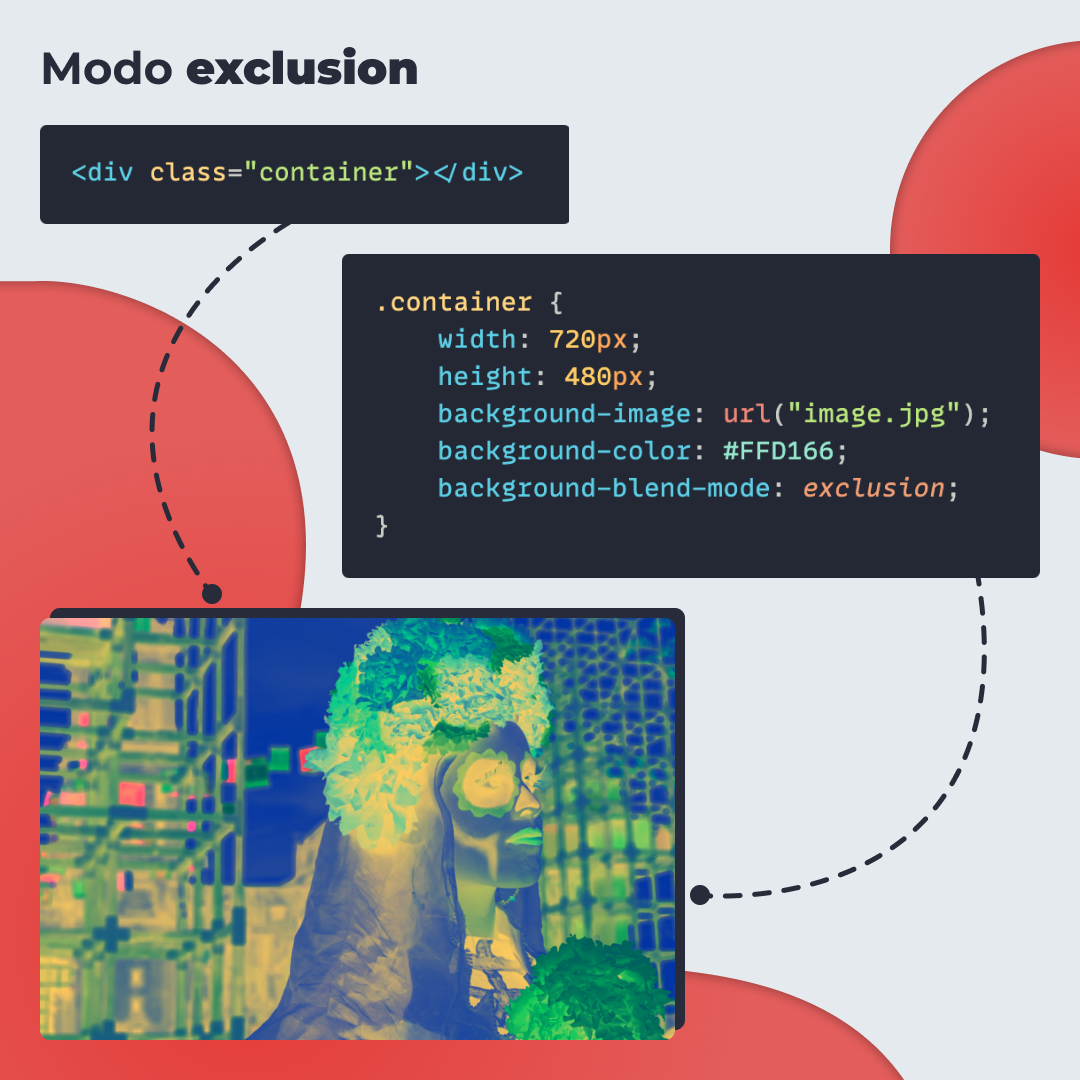 Modo exclusion
<div class="container"></div>
.container {
    width: 720px;
    height: 480px;
    background-image: url("image.jpg");
    background-color: #FFD166;
    background-blend-mode: exclusion;
}